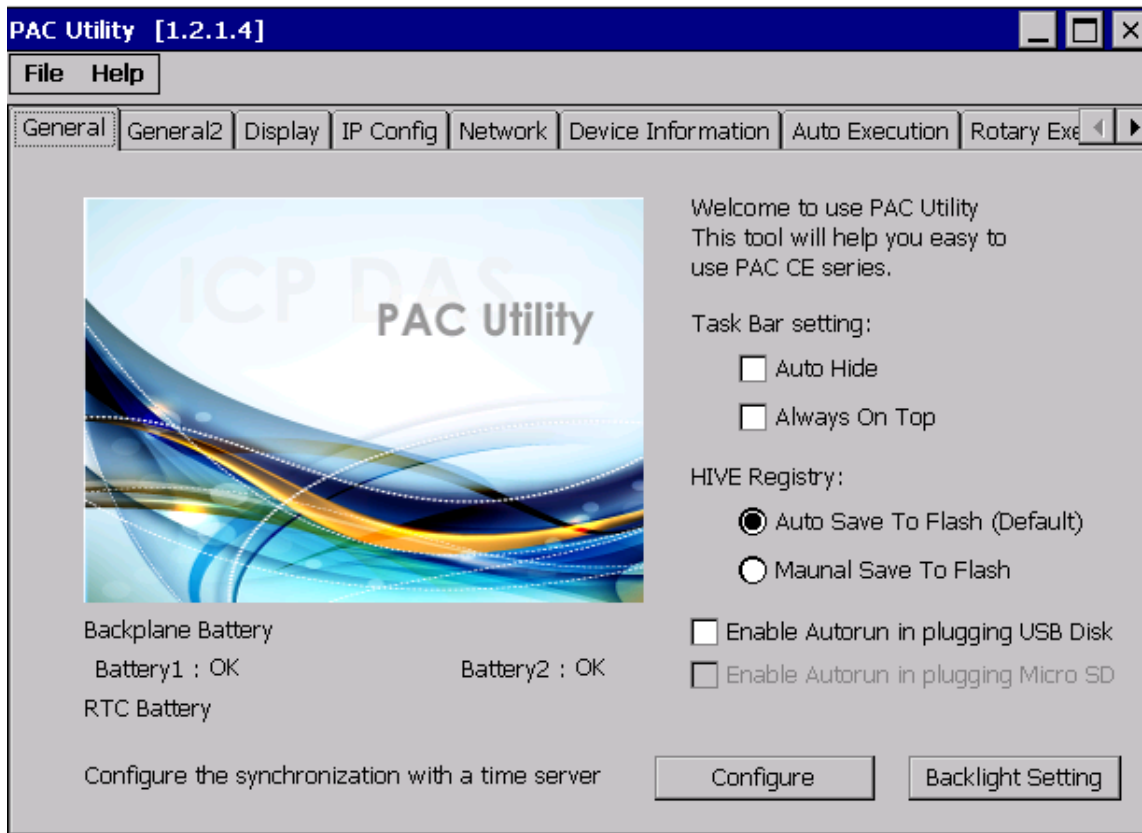 PAC Utility [1.2.1.4]
File Help
General General2 Display IP Config Network Device Information Auto Execution Rotary Exe
ICP DAS
PAC Utility
Welcome to use PAC Utility
This tool will help you easy to
use PAC CE series.
Task Bar setting:
Auto Hide
Always On Top
HIVE Registry:
Auto Save To Flash (Default)
Maunal Save To Flash
Enable Autorun in plugging USB Disk
Enable Autorun in plugging Micro SD
Backplane Battery
Battery1 : OK Battery2 : OK
RTC Battery
Configure the synchronization with a time server Configure Backlight Setting